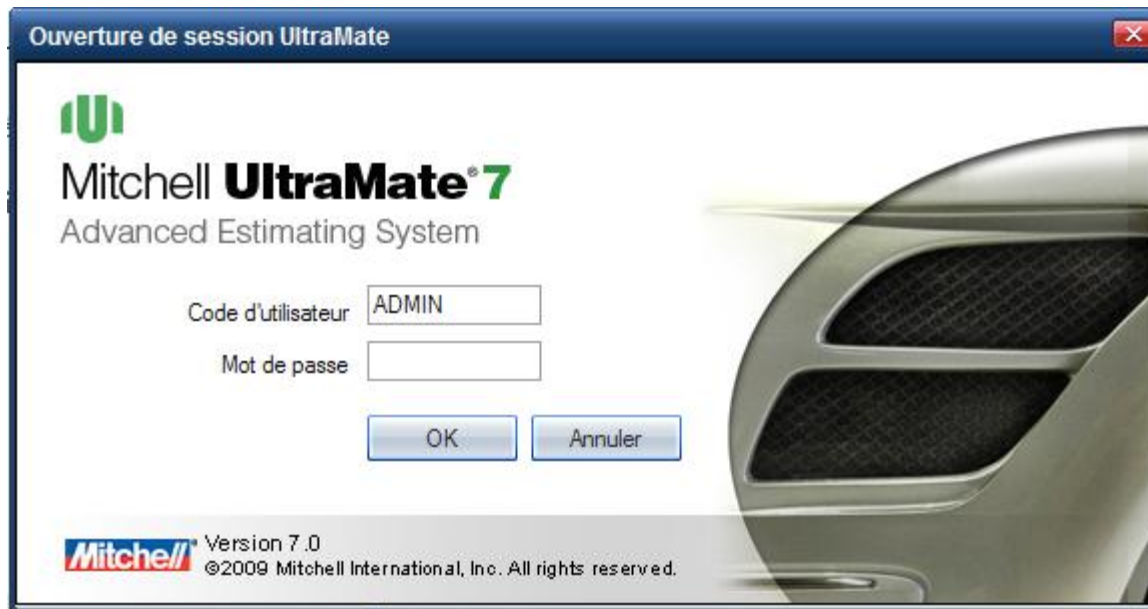 Ouverture de session UltraMate
Mitchell UltraMate® 7
Advanced Estimating System
Code d'utilisateur ADMIN
Mot de passe
OK Annuler
Mitchell® Version 7.0
©2009 Mitchell International, Inc. All rights reserved.